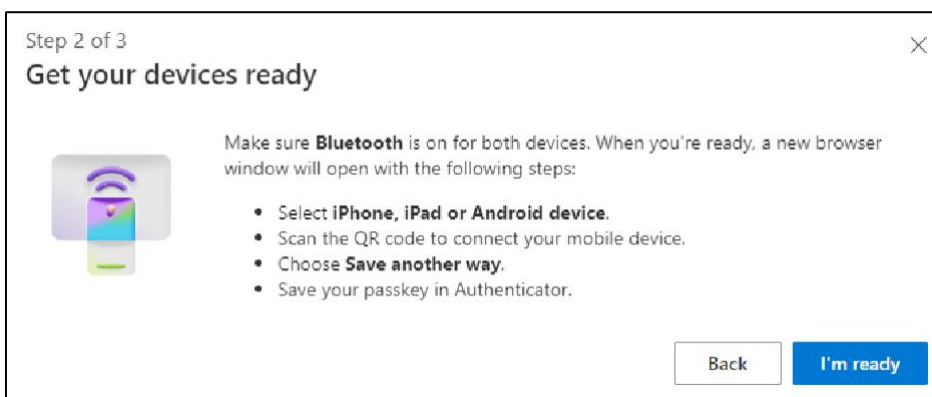 Step 2 of 3
Get your devices ready
Make sure Bluetooth is on for both devices. When you're ready, a new browser
window will open with the following steps:
• Select iPhone, iPad or Android device.
• Scan the QR code to connect your mobile device.
• Choose Save another way.
• Save your passkey in Authenticator.
Back
I'm ready